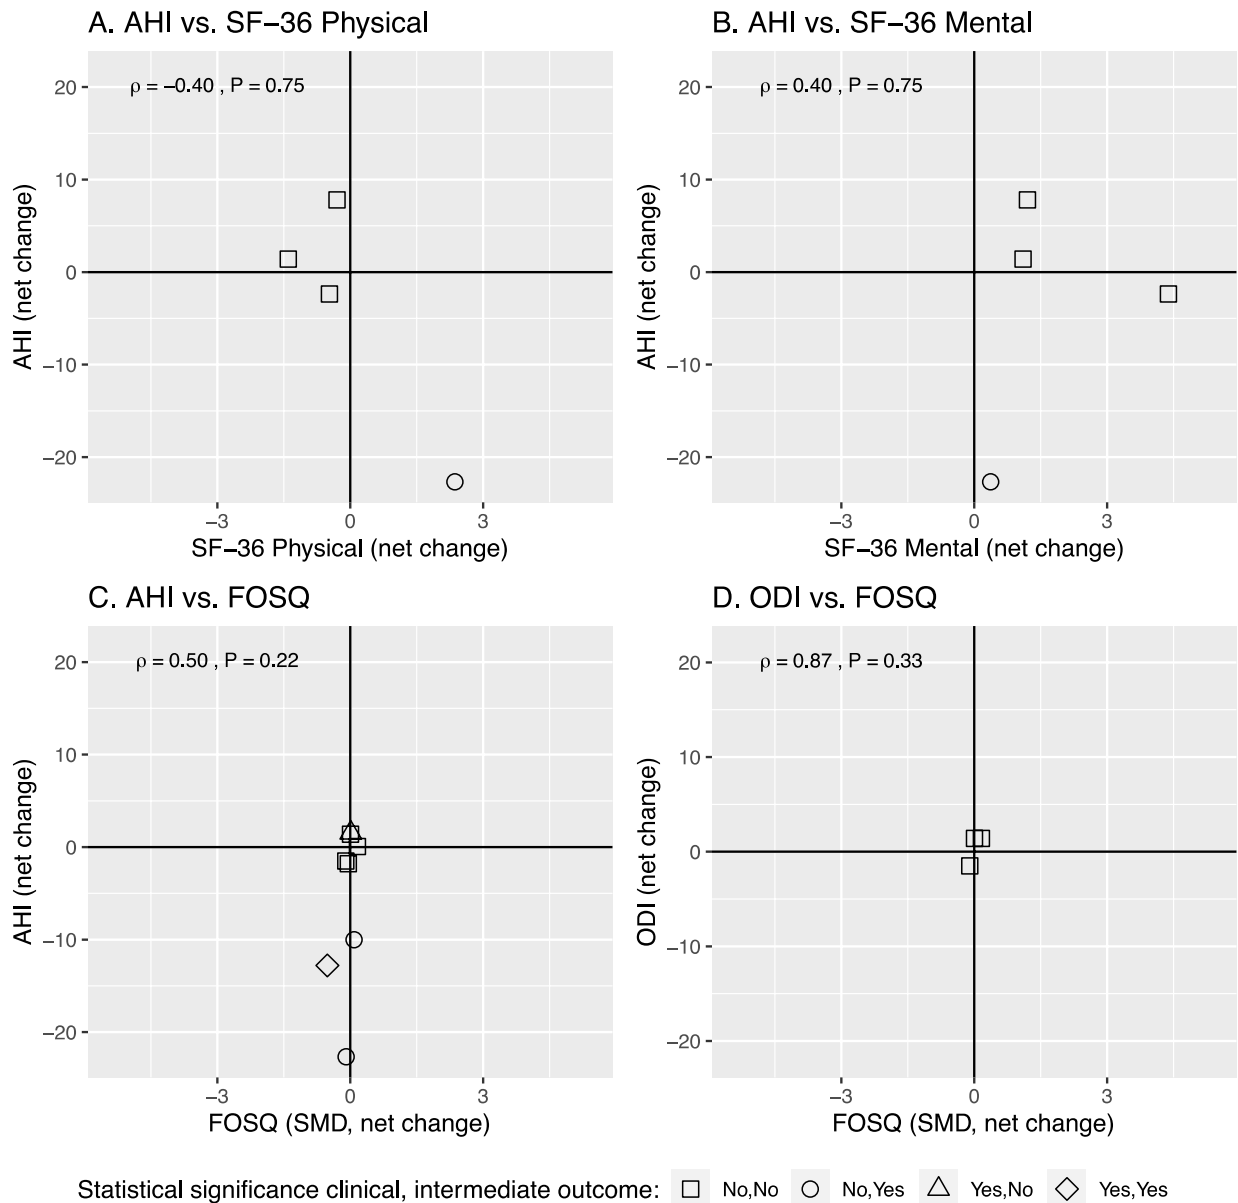 A. AHI vs. SF−36 Physical
ρ = −0.40 , P = 0.75
20
10
0
−10
−20
AHI (net change)
−3 0 3
SF−36 Physical (net change)
B. AHI vs. SF−36 Mental
ρ = 0.40 , P = 0.75
20
10
0
−10
−20
AHI (net change)
−3 0 3
SF−36 Mental (net change)
C. AHI vs. FOSQ
ρ = 0.50 , P = 0.22
20
10
0
−10
−20
AHI (net change)
−3 0 3
FOSQ (SMD, net change)
D. ODI vs. FOSQ
ρ = 0.87 , P = 0.33
20
10
0
−10
−20
ODI (net change)
−3 0 3
FOSQ (SMD, net change)
Statistical significance clinical, intermediate outcome: No,No No,Yes Yes,No Yes,Yes